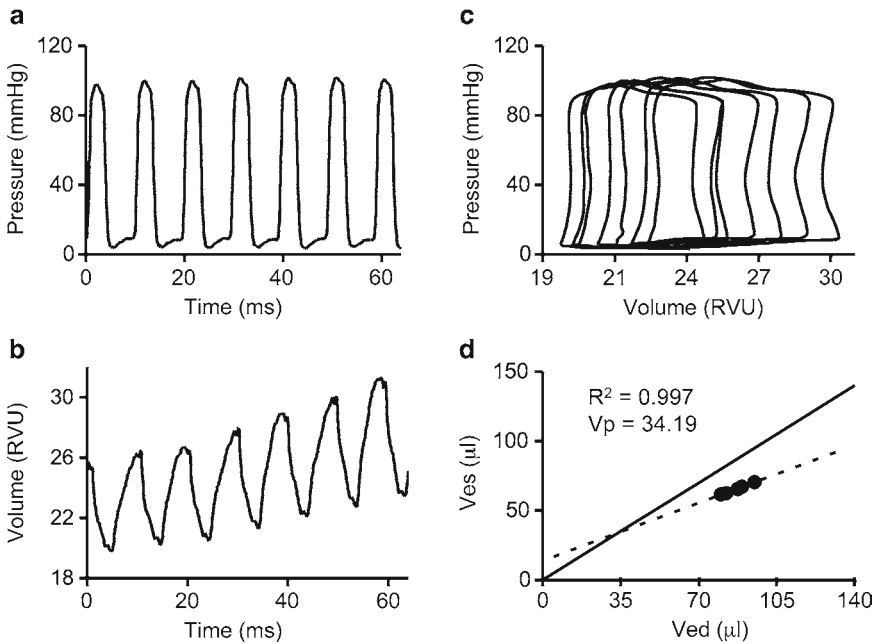 a
120
80
40
0
Pressure (mmHg)
0 20 40 60
Time (ms)
c
120
80
40
0
Pressure (mmHg)
19 21 24 27 30
Volume (RVU)
b
30
26
22
18
Volume (RVU)
0 20 40 60
Time (ms)
d
150
100
50
0
Ves (µl)
R² = 0.997
Vp = 34.19
0 35 70 105 140
Ved (µl)